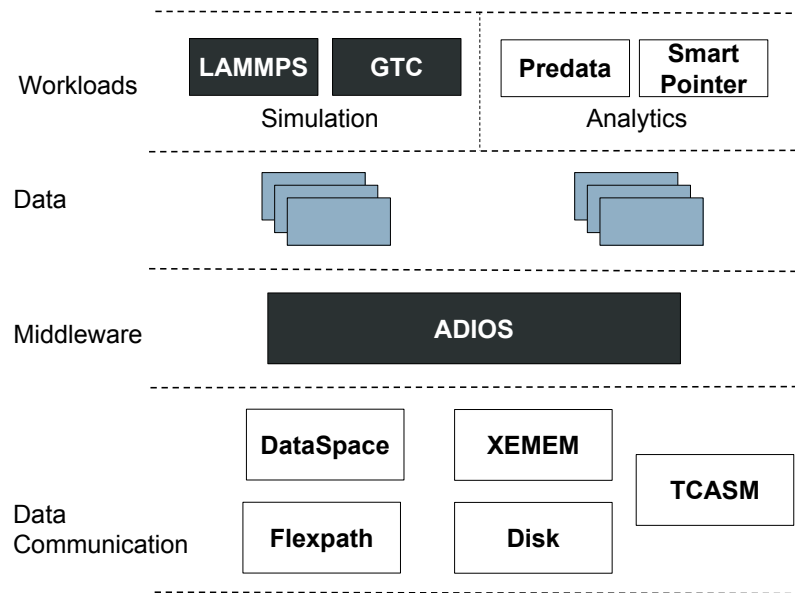 Workloads
LAMMPS
GTC
Simulation
Predata
Smart
Pointer
Analytics
Data
Middleware
ADIOS
Data
Communication
DataSpace
XEMEM
TCASM
Flexpath
Disk